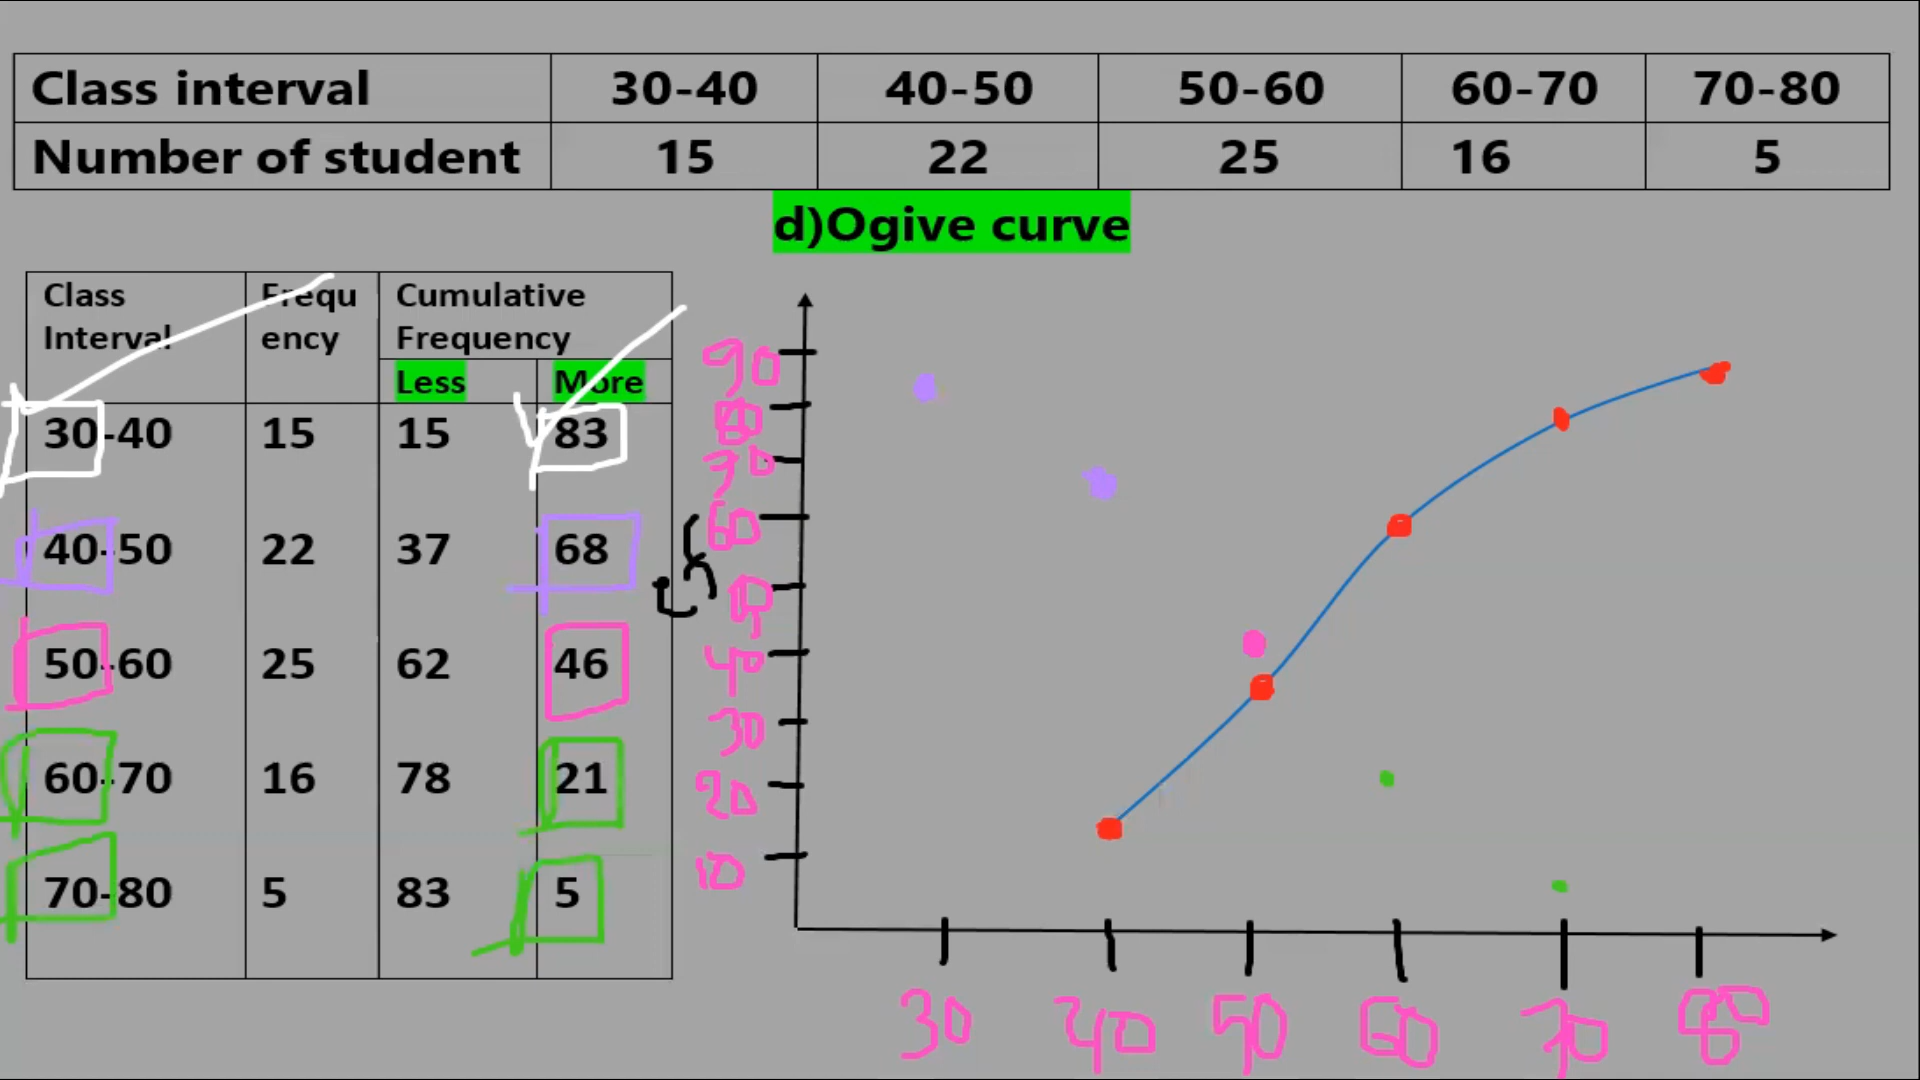 Class interval 30-40 40-50 50-60 60-70 70-80
Number of student 15 22 25 16 5
d)Ogive curve
Class Interval Frequency Cumulative Frequency
Less More
30-40 15 15 83
40-50 22 37 68
50-60 25 62 46
60-70 16 78 21
70-80 5 83 5
90
80
70
60
40
30
20
10
30 40 50 60 70 80